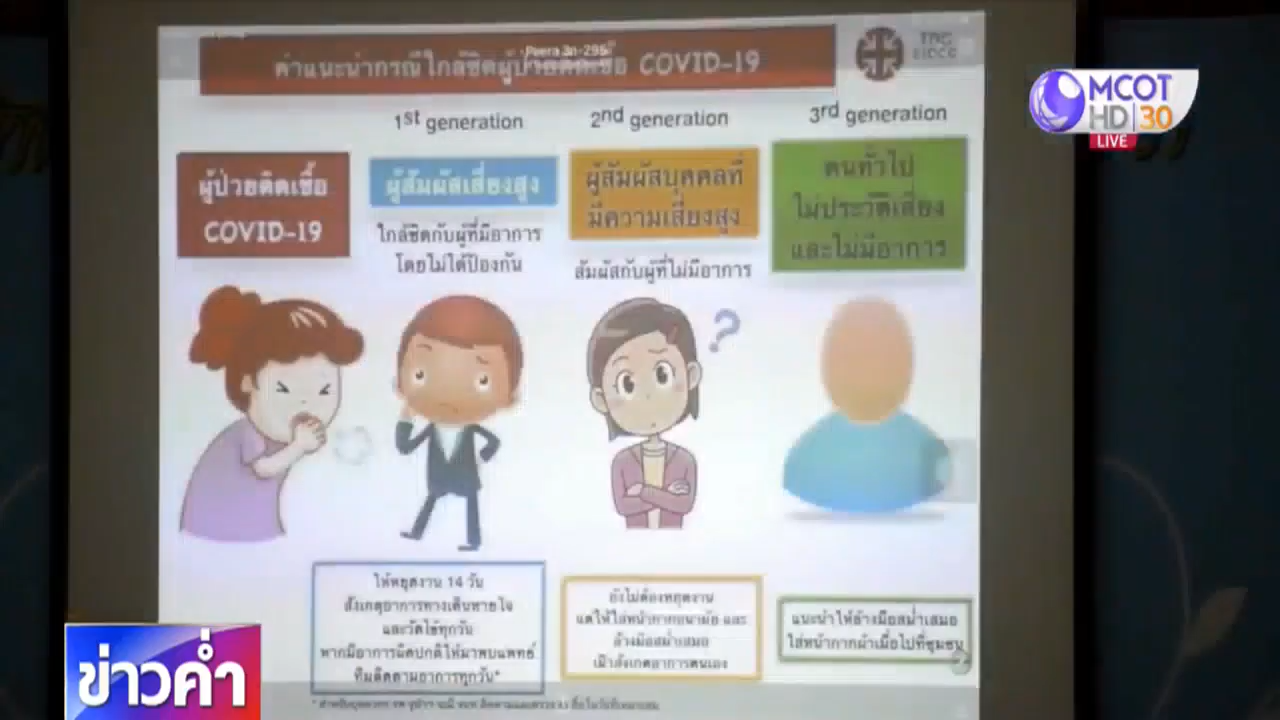 คำแนะนำกรณีใกล้ชิดผู้ป่วยติดเชื้อ COVID-19
MCOT
HD 30
LIVE
1st generation
2nd generation
3rd generation
ผู้ป่วยติดเชื้อ
COVID-19
ผู้สัมผัสเสี่ยงสูง
ใกล้ชิดกับผู้ที่มีอาการ
โดยไม่ได้ป้องกัน
ผู้สัมผัสบุคคลที่
มีความเสี่ยงสูง
สัมผัสกับผู้ที่ไม่มีอาการ
คนทั่วไป
ไม่ประวัติเสี่ยง
และไม่มีอาการ
?
ให้หยุดงาน 14 วัน
สังเกตุอาการทางเดินหายใจ
และวัดไข้ทุกวัน
หากมีอาการผิดปกติให้มาพบแพทย์
ทีมติดตามอาการทุกวัน*
ยังไม่ต้องหยุดงาน
แต่ให้ใส่หน้ากากอนามัย และ
ล้างมือสม่ำเสมอ
เฝ้าสังเกตอาการตนเอง
แนะนำให้ล้างมือสม่ำเสมอ
ใส่หน้ากากผ้าเมื่อไปที่ชุมชน
ข่าวค่ำ